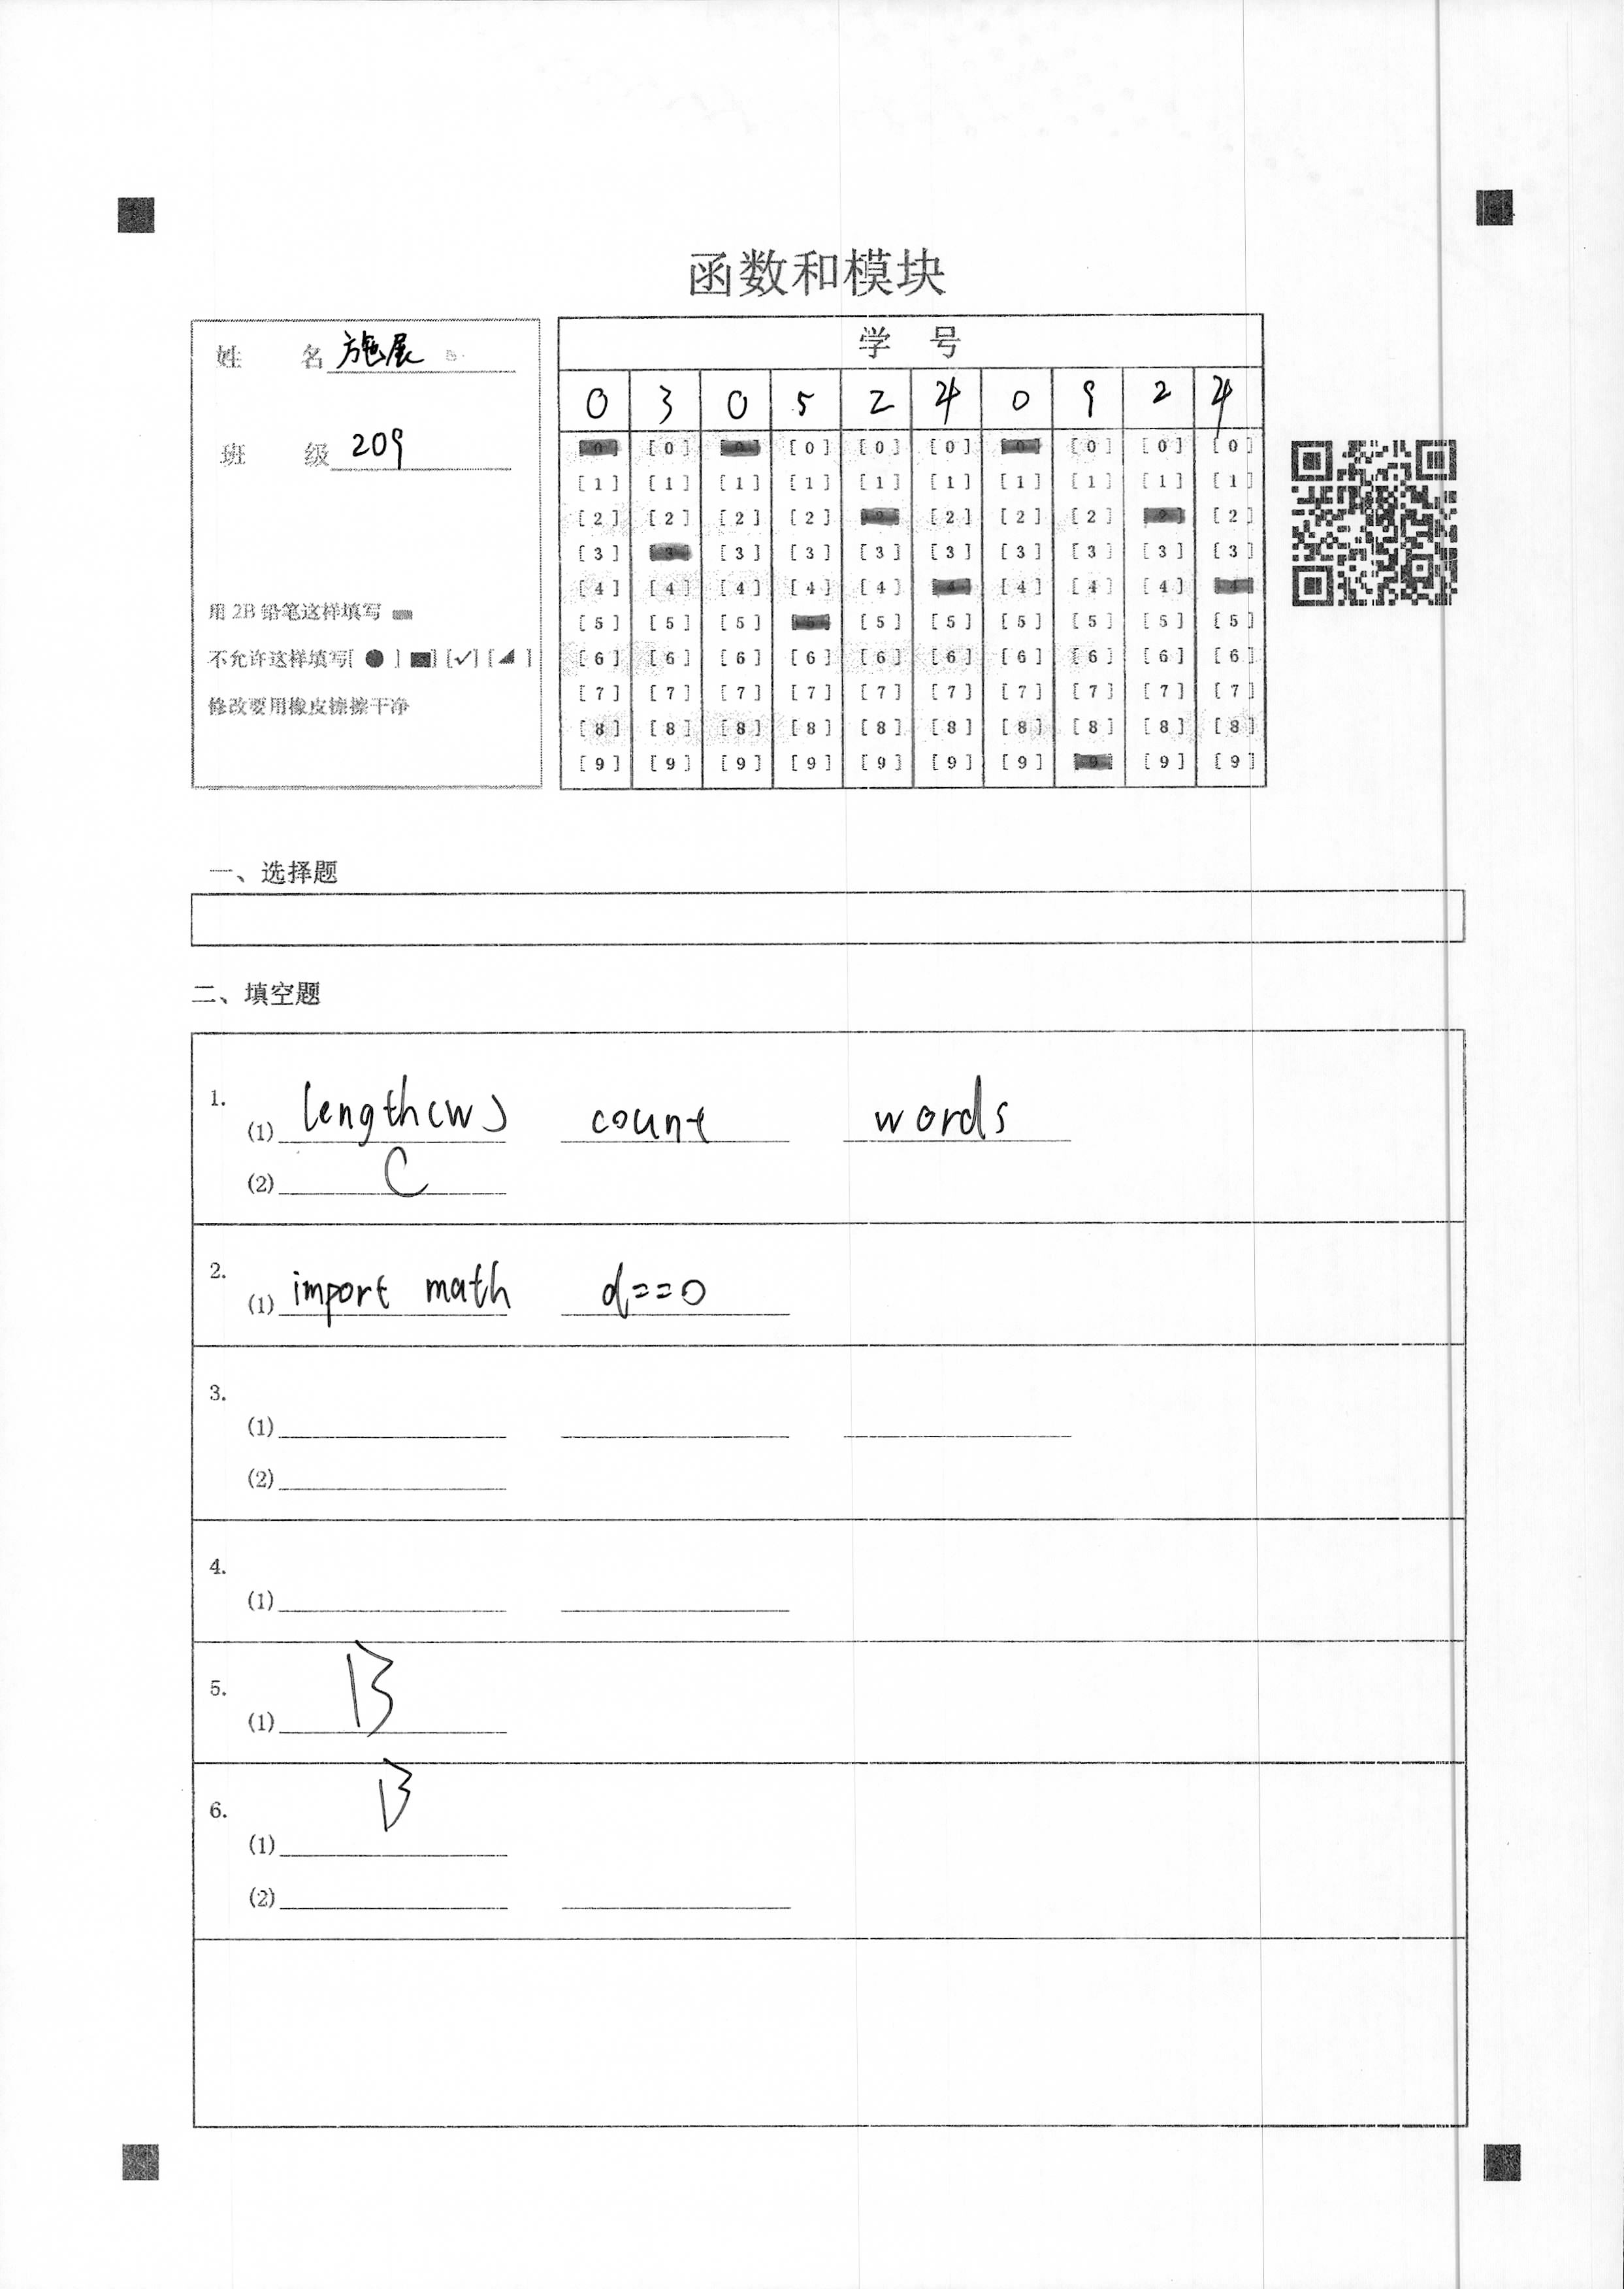 函数和模块
姓 名 施展
班 级 209
用 2B 铅笔这样填写
不允许这样填写[ ● ] [■] [✓] [◢ ]
修改要用橡皮擦擦干净
学 号
0 3 0 5 2 4 0 9 2 4
[0] [0] [0] [0] [0] [0] [0] [0] [0] [0]
[1] [1] [1] [1] [1] [1] [1] [1] [1] [1]
[2] [2] [2] [2] [2] [2] [2] [2] [2] [2]
[3] [3] [3] [3] [3] [3] [3] [3] [3] [3]
[4] [4] [4] [4] [4] [4] [4] [4] [4] [4]
[5] [5] [5] [5] [5] [5] [5] [5] [5] [5]
[6] [6] [6] [6] [6] [6] [6] [6] [6] [6]
[7] [7] [7] [7] [7] [7] [7] [7] [7] [7]
[8] [8] [8] [8] [8] [8] [8] [8] [8] [8]
[9] [9] [9] [9] [9] [9] [9] [9] [9] [9]
一、选择题
二、填空题
1.
(1) length(w) count words
(2) C
2.
(1) import math d==0
3.
(1)
(2)
4.
(1)
5.
(1) B
6.
(1) B
(2)